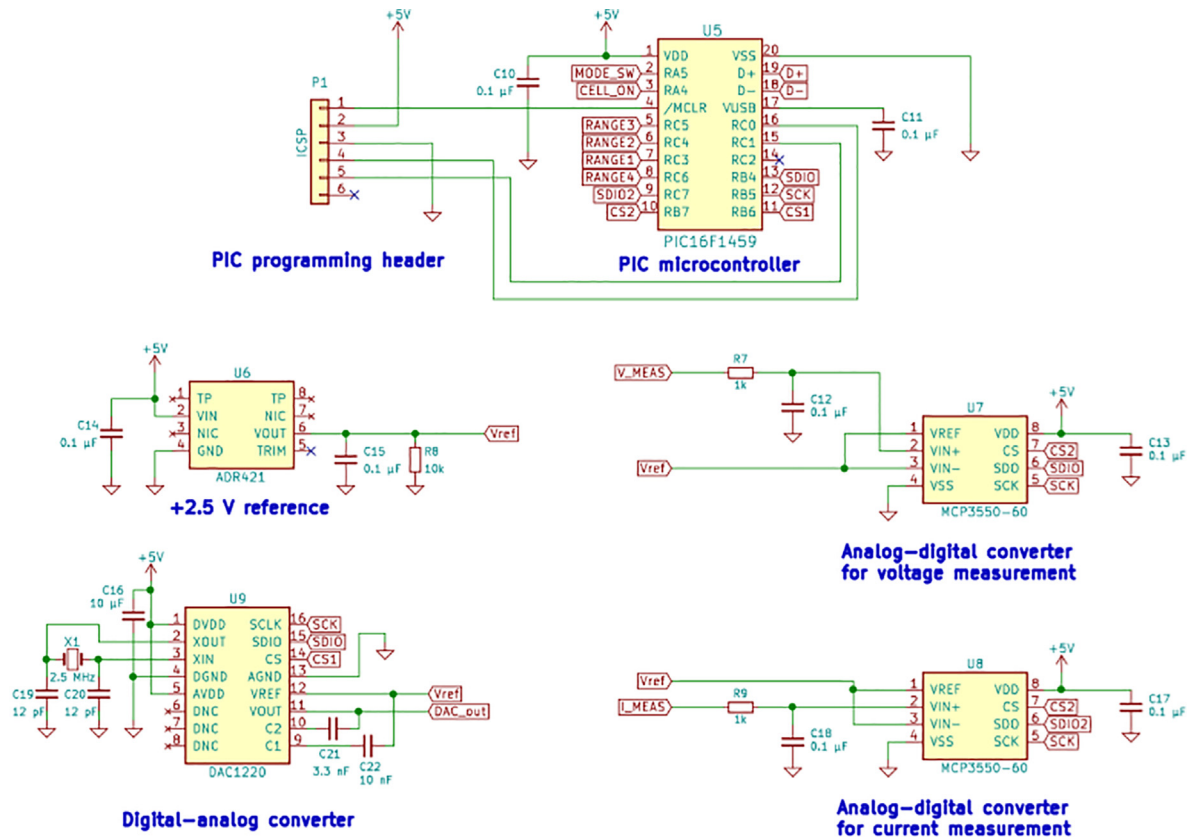 +5V
P1
ICSP
1
2
3
4
5
6
PIC programming header
+5V
C10
0.1 µF
U5
1 VDD VSS 20
MODE_SW 2 RA5 D+ 19 D+
CELL_ON 3 RA4 D- 18 D-
4 /MCLR VUSB 17
RANGE3 5 RC5 RC0 16
RANGE2 6 RC4 RC1 15
RANGE1 7 RC3 RC2 14
RANGE4 8 RC6 RB4 13 SDIO
SDIO2 9 RC7 RB5 12 SCK
CS2 10 RB7 RB6 11 CS1
PIC16F1459
PIC microcontroller
C11
0.1 µF
+5V
C14
0.1 µF
U6
1 TP TP 8
2 VIN NIC 7
3 NIC VOUT 6
4 GND TRIM 5
ADR421
C15
0.1 µF
R8
10k
Vref
+2.5 V reference
V_MEAS
R7
1k
C12
0.1 µF
Vref
+5V
U7
1 VREF VDD 8
2 VIN+ CS 7 CS2
3 VIN- SDO 6 SDIO
4 VSS SCK 5 SCK
MCP3550-60
C13
0.1 µF
Analog-digital converter
for voltage measurement
+5V
C16
10 µF
X1
2.5 MHz
C19
12 pF
C20
12 pF
U9
1 DVDD SCLK 16 SCK
2 XOUT SDIO 15 SDIO
3 XIN CS 14 CS1
4 DGND AGND 13
5 AVDD VREF 12 Vref
6 DNC VOUT 11 DAC_out
7 DNC C2 10
8 DNC C1 9
DAC1220
C21
3.3 nF
C22
10 nF
Digital-analog converter
Vref
I_MEAS
R9
1k
C18
0.1 µF
+5V
U8
1 VREF VDD 8
2 VIN+ CS 7 CS2
3 VIN- SDO 6 SDIO2
4 VSS SCK 5 SCK
MCP3550-60
C17
0.1 µF
Analog-digital converter
for current measurement